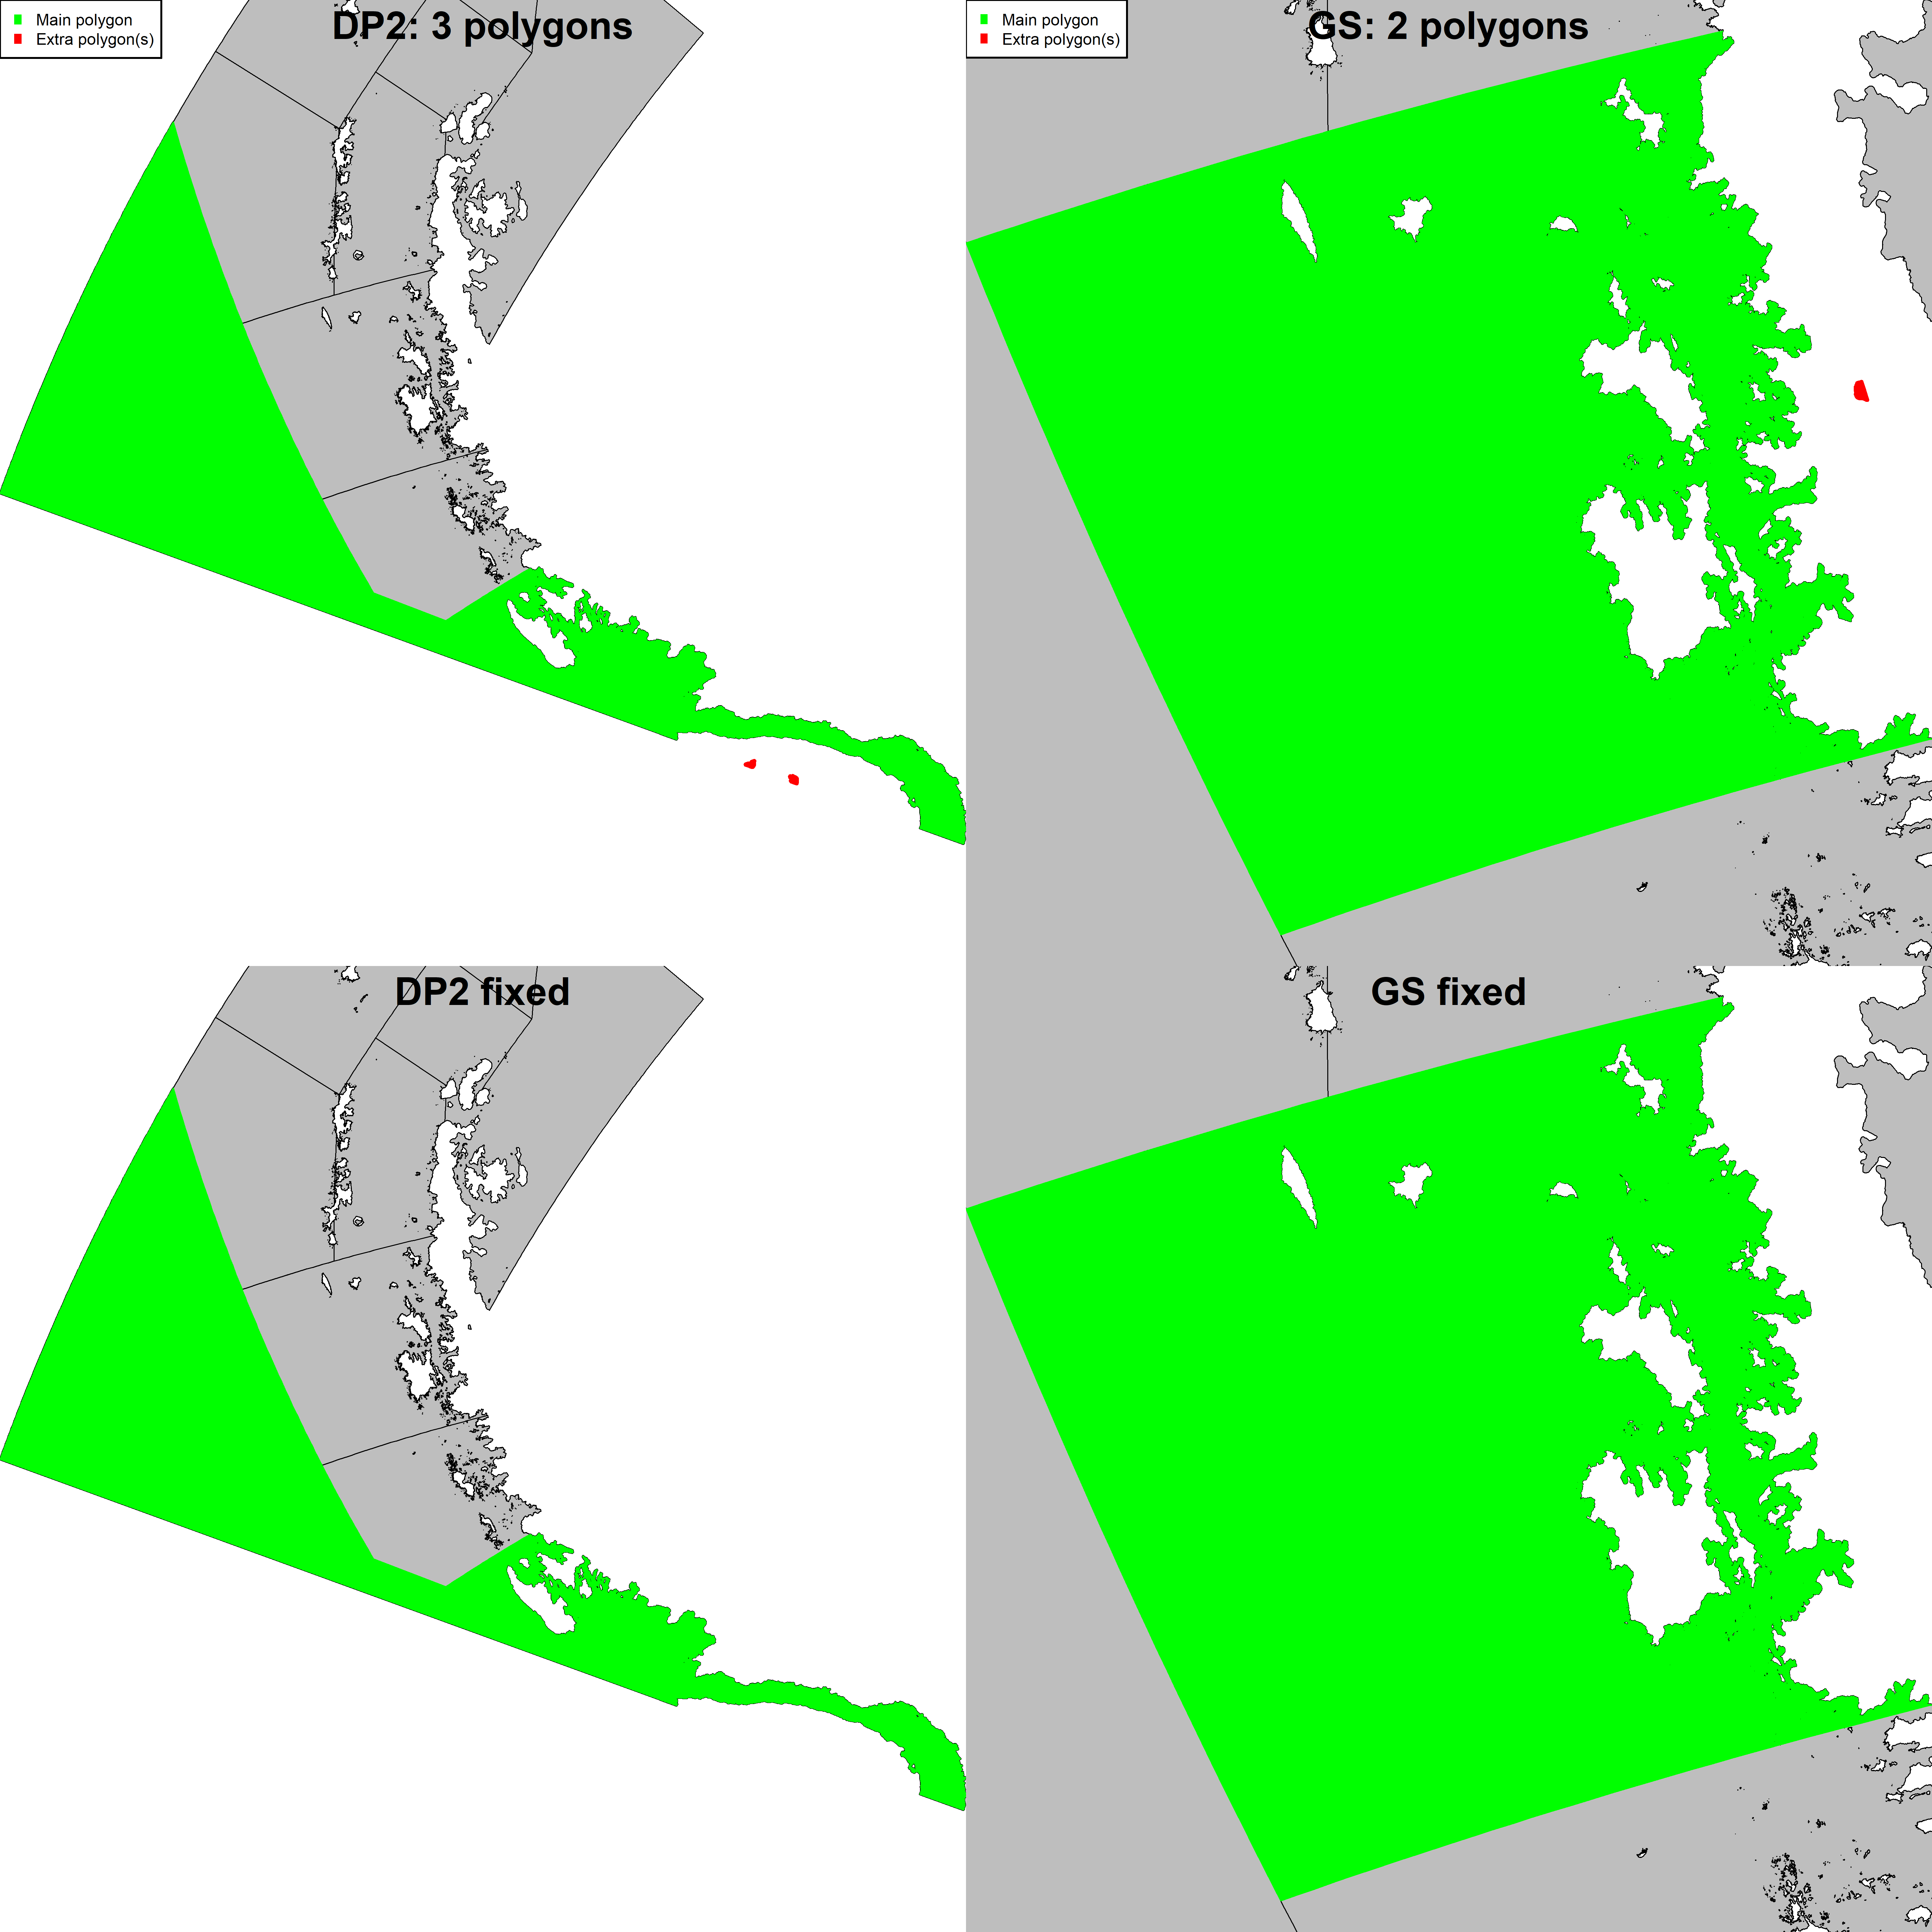 DP2: 3 polygons
Main polygon
Extra polygon(s)
GS: 2 polygons
Main polygon
Extra polygon(s)
DP2 fixed
GS fixed